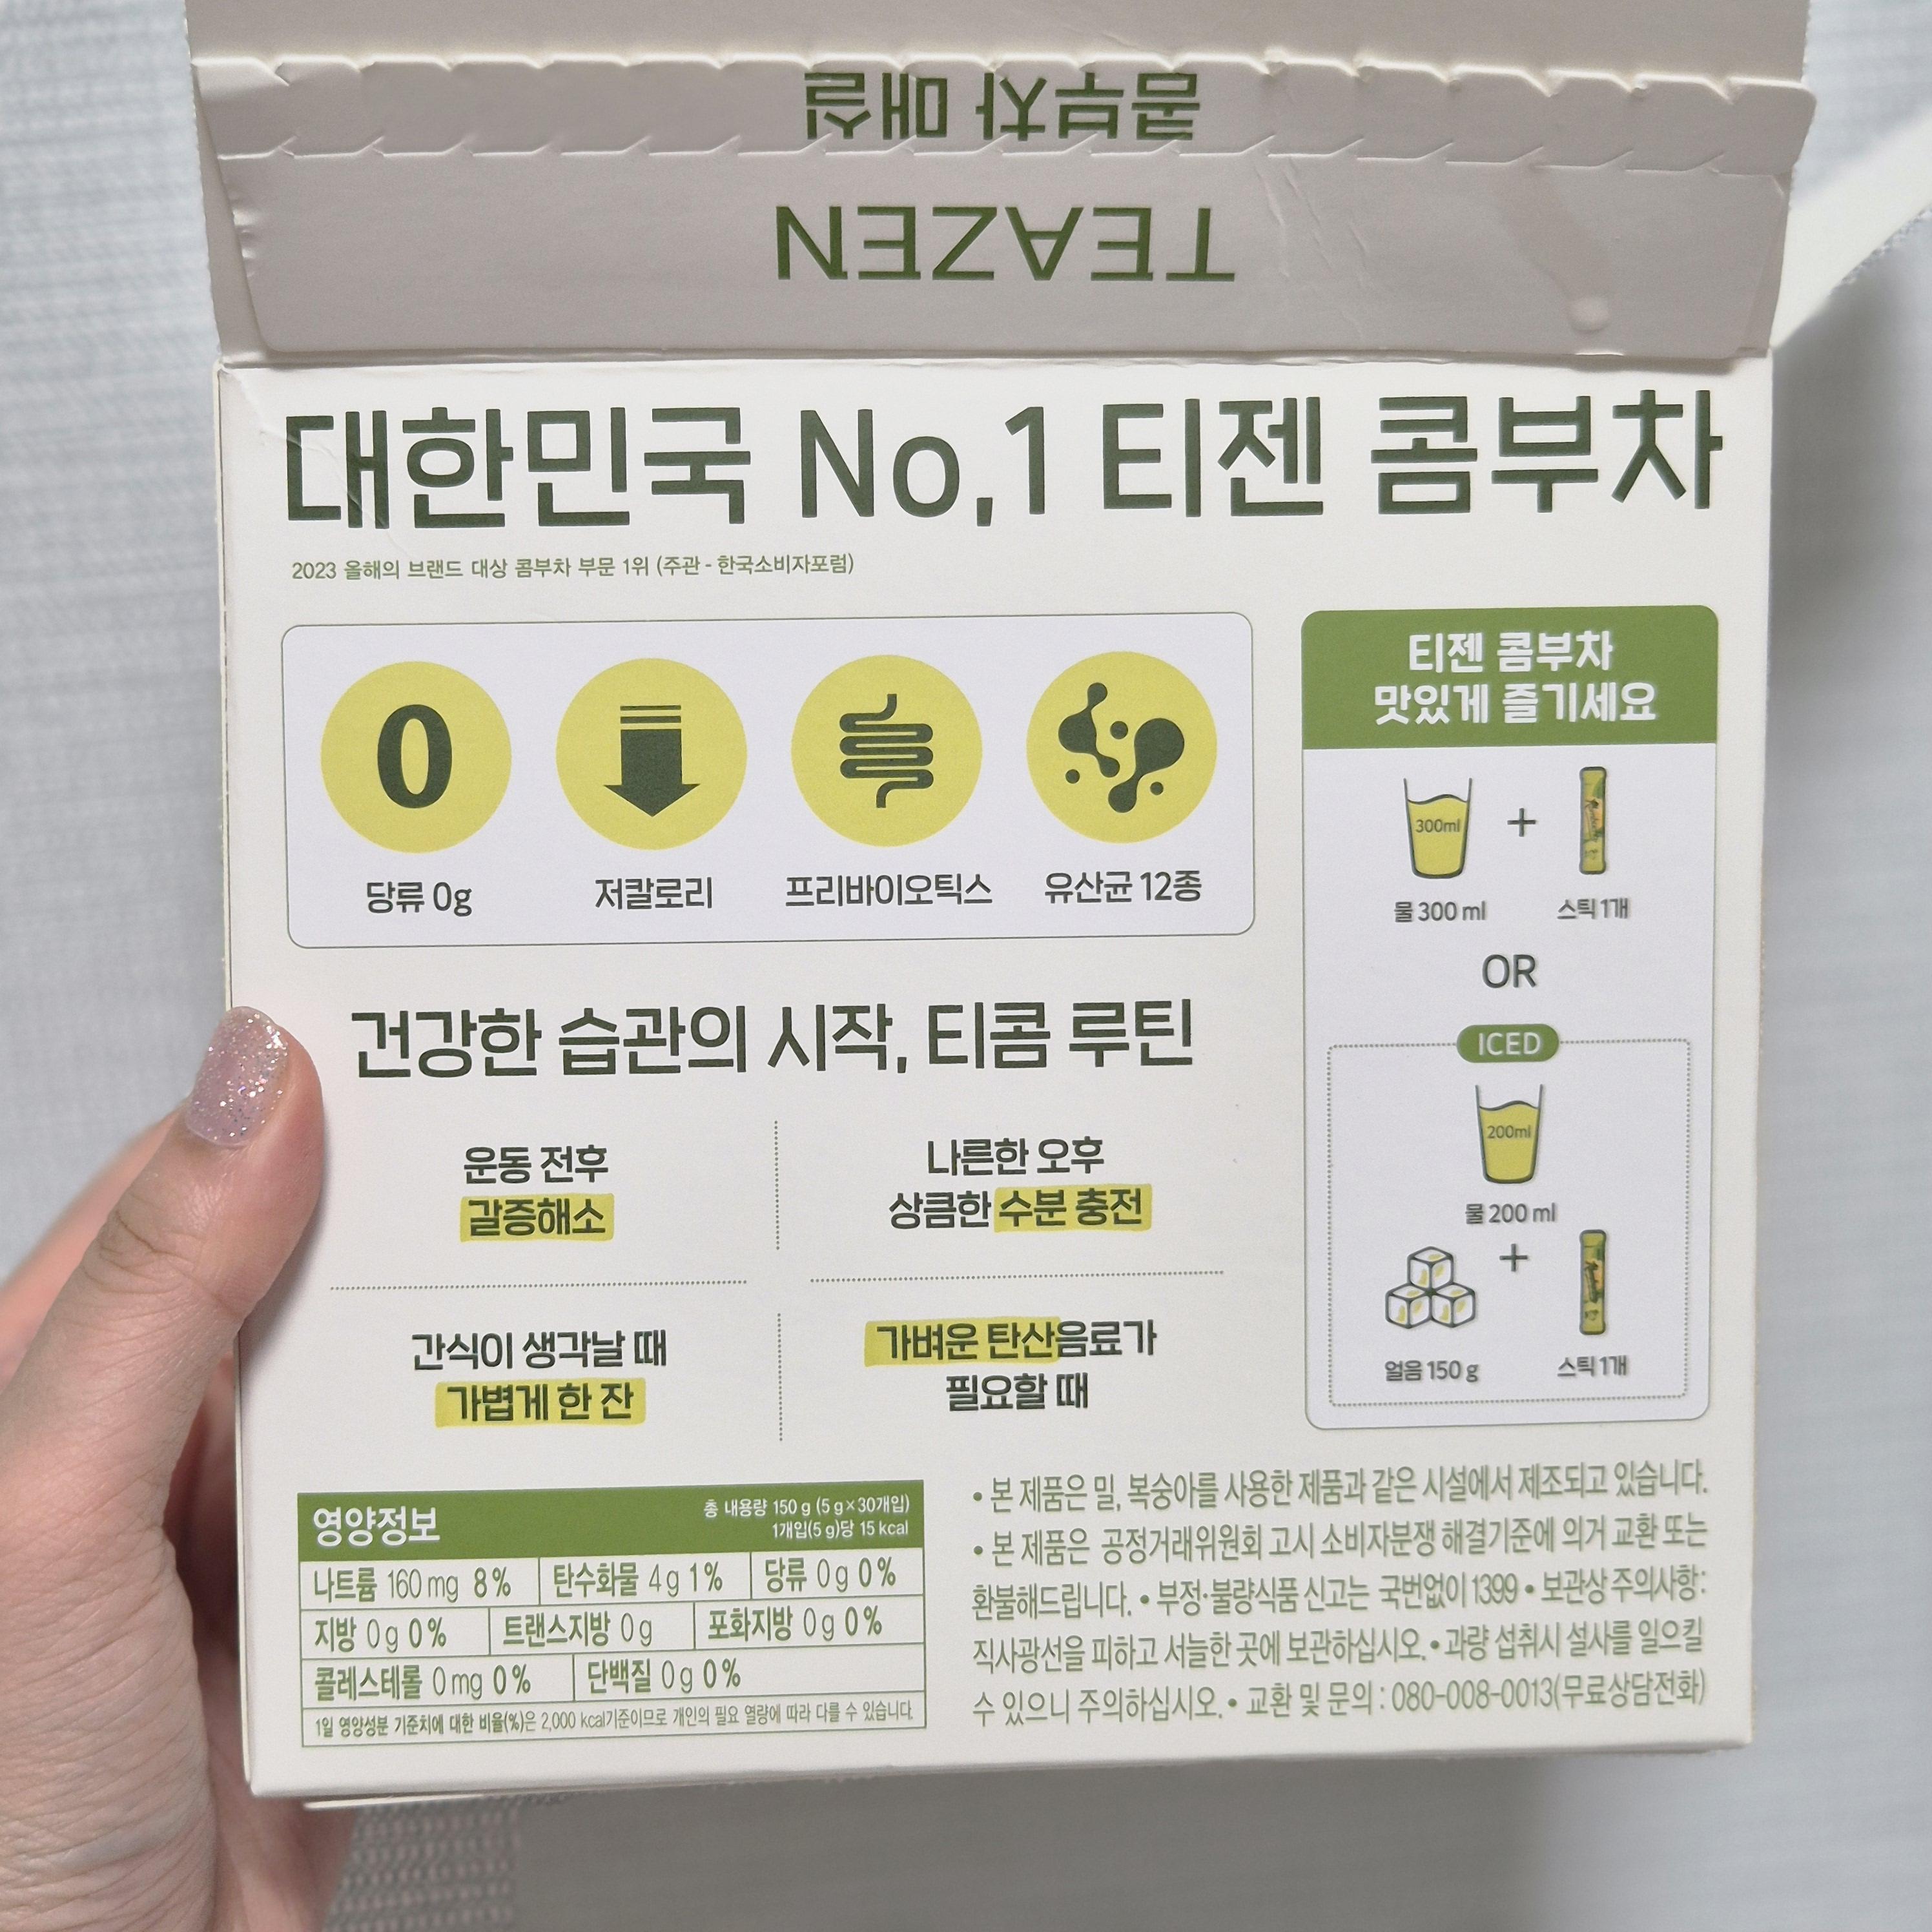 콤부차 매실
TEAZEN
대한민국 No,1 티젠 콤부차
2023 올해의 브랜드 대상 콤부차 부문 1위 (주관 - 한국소비자포럼)
0
당류 0g
저칼로리
프리바이오틱스
유산균 12종
건강한 습관의 시작, 티콤 루틴
운동 전후
갈증해소
나른한 오후
상큼한 수분 충전
간식이 생각날 때
가볍게 한 잔
가벼운 탄산음료가
필요할 때
티젠 콤부차
맛있게 즐기세요
300ml
+
물 300 ml
스틱 1개
OR
ICED
200ml
물 200 ml
+
얼음 150 g
스틱 1개
영양정보
총 내용량 150 g (5 g×30개입)
1개입(5 g)당 15 kcal
나트륨 160 mg 8% 탄수화물 4 g 1% 당류 0 g 0%
지방 0 g 0% 트랜스지방 0 g 포화지방 0 g 0%
콜레스테롤 0 mg 0% 단백질 0 g 0%
1일 영양성분 기준치에 대한 비율(%)은 2,000 kcal기준이므로 개인의 필요 열량에 따라 다를 수 있습니다.
• 본 제품은 밀, 복숭아를 사용한 제품과 같은 시설에서 제조되고 있습니다.
• 본 제품은 공정거래위원회 고시 소비자분쟁 해결기준에 의거 교환 또는
환불해드립니다. • 부정·불량식품 신고는 국번없이 1399 • 보관상 주의사항:
직사광선을 피하고 서늘한 곳에 보관하십시오. • 과량 섭취시 설사를 일으킬
수 있으니 주의하십시오. • 교환 및 문의 : 080-008-0013(무료상담전화)